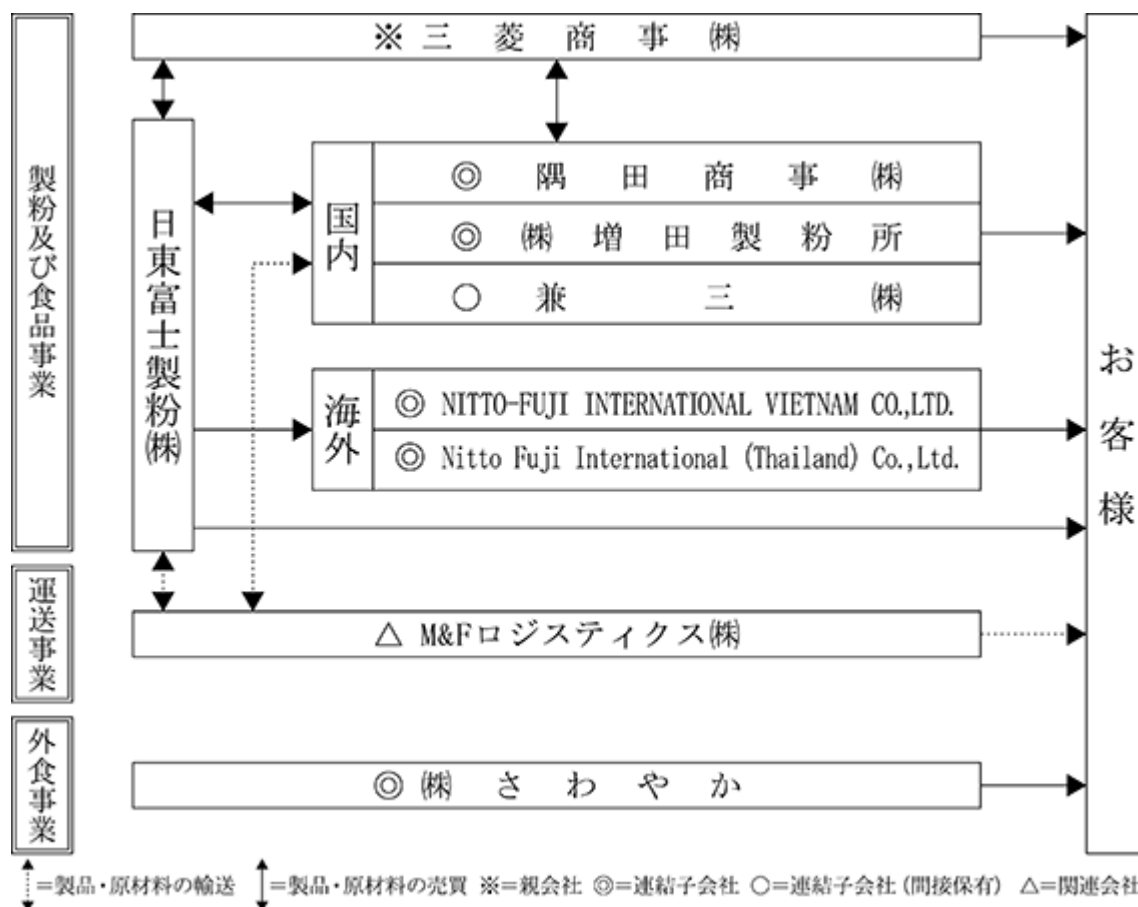 ※三菱商事㈱
製粉及び食品事業
日東富士製粉㈱
国内
◎ 隅田商事㈱
◎ ㈱増田製粉所
○ 兼三㈱
海外
◎ NITTO-FUJI INTERNATIONAL VIETNAM CO.,LTD.
◎ Nitto Fuji International (Thailand) Co.,Ltd.
お客様
運送事業
△ M&Fロジスティクス㈱
外食事業
◎ ㈱さわやか
=製品・原材料の輸送 =製品・原材料の売買 ※=親会社 ◎=連結子会社 ○=連結子会社(間接保有) △=関連会社